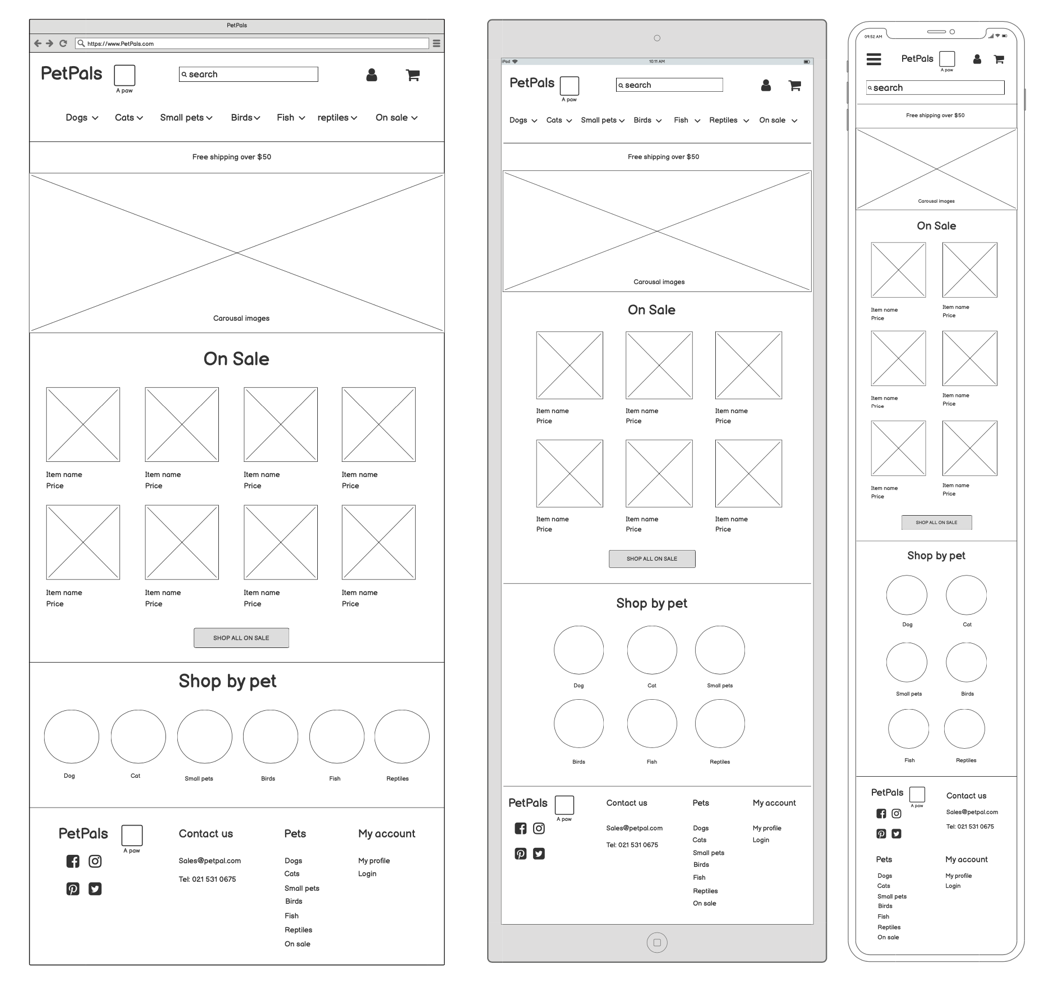 PetPals
https://www.PetPals.com
PetPals
A paw
search
Dogs Cats Small pets Birds Fish reptiles On sale
Free shipping over $50
Carousal images
On Sale
Item name Item name Item name Item name
Price Price Price Price
Item name Item name Item name Item name
Price Price Price Price
SHOP ALL ON SALE
Shop by pet
Dog Cat Small pets Birds Fish Reptiles
PetPals
A paw
Contact us
Sales@petpal.com
Tel: 021 531 0675
Pets
Dogs
Cats
Small pets
Birds
Fish
Reptiles
On sale
My account
My profile
Login
iPod 10:11 AM
PetPals
A paw
search
Dogs Cats Small pets Birds Fish Reptiles On sale
Free shipping over $50
Carousal images
On Sale
Item name Item name Item name
Price Price Price
Item name Item name Item name
Price Price Price
SHOP ALL ON SALE
Shop by pet
Dog Cat Small pets
Birds Fish Reptiles
PetPals
A paw
Contact us
Sales@petpal.com
Tel: 021 531 0675
Pets
Dogs
Cats
Small pets
Birds
Fish
Reptiles
On sale
My account
My profile
Login
09:52 AM
PetPals
A paw
search
Free shipping over $50
Carousal images
On Sale
Item name Item name
Price Price
Item name Item name
Price Price
Item name Item name
Price Price
SHOP ALL ON SALE
Shop by pet
Dog Cat
Small pets Birds
Fish Reptiles
PetPals
A paw
Contact us
Sales@petpal.com
Tel: 021 531 0675
Pets
Dogs
Cats
Small pets
Birds
Fish
Reptiles
On sale
My account
My profile
Login